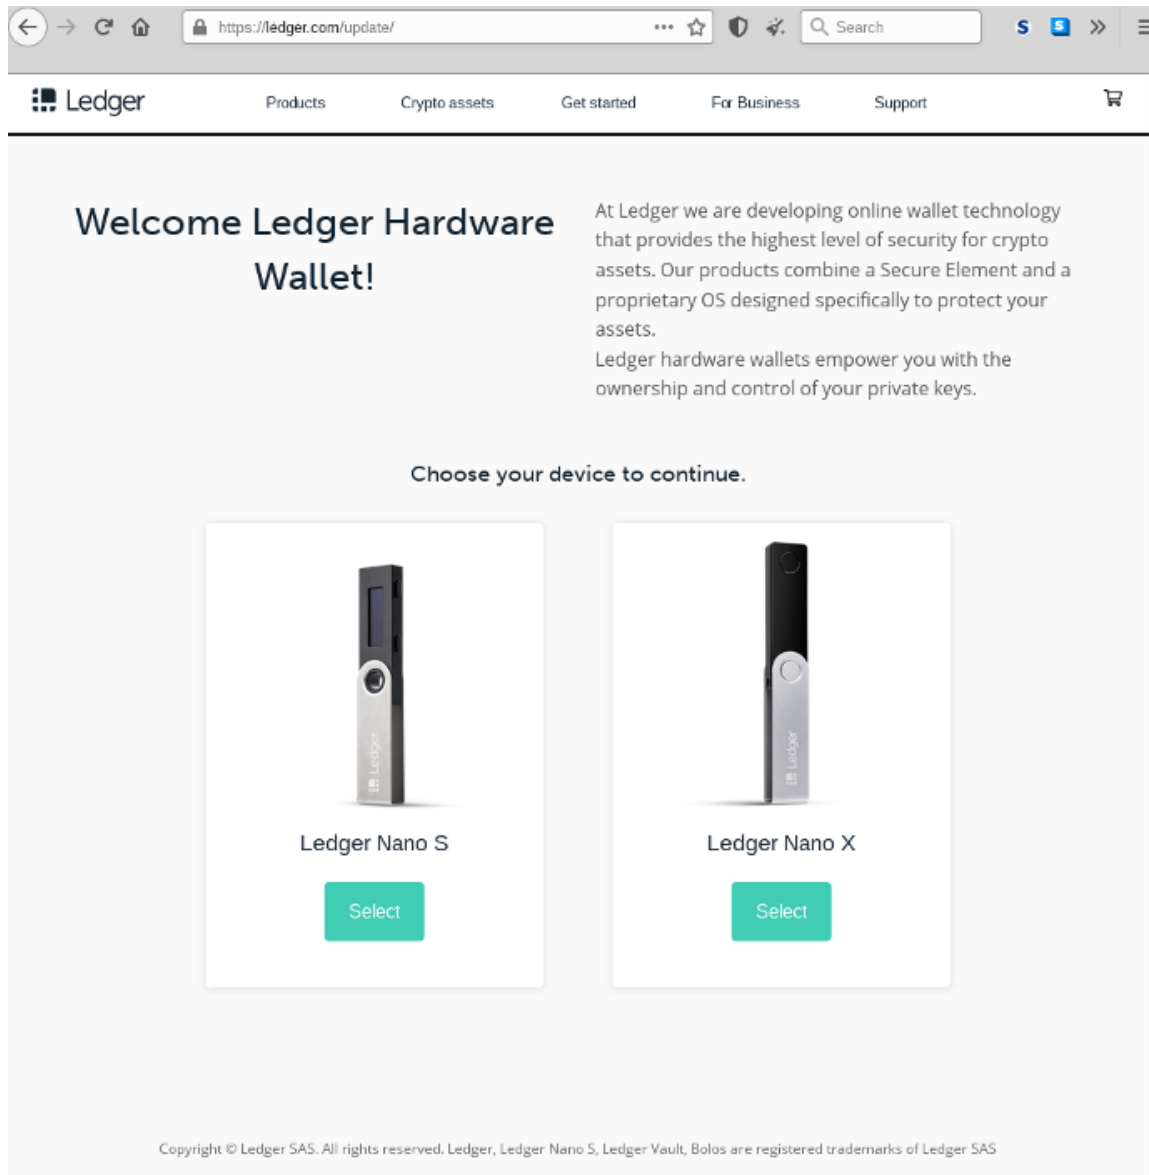 https://ledger.com/update/
Search
S
S
Ledger
Products
Crypto assets
Get started
For Business
Support
Welcome Ledger Hardware
Wallet!
At Ledger we are developing online wallet technology
that provides the highest level of security for crypto
assets. Our products combine a Secure Element and a
proprietary OS designed specifically to protect your
assets.
Ledger hardware wallets empower you with the
ownership and control of your private keys.
Choose your device to continue.
Ledger
Ledger
Ledger Nano S
Ledger Nano X
Select
Select
Copyright © Ledger SAS. All rights reserved. Ledger, Ledger Nano S, Ledger Vault, Bolos are registered trademarks of Ledger SAS